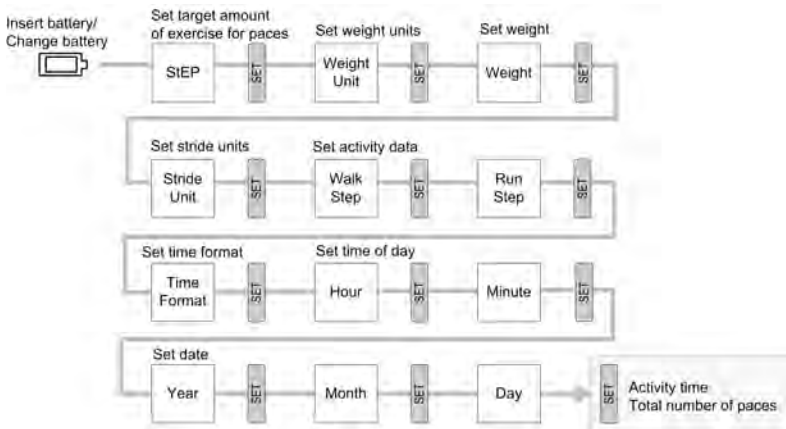 Insert battery/
Change battery
Set target amount
of exercise for paces
Set weight units
Set weight
StEP
SET
Weight
Unit
SET
Weight
SET
Set stride units
Set activity data
Stride
Unit
SET
Walk
Step
SET
Run
Step
SET
Set time format
Set time of day
Time
Format
SET
Hour
SET
Minute
SET
Set date
Year
SET
Month
SET
Day
SET
Activity time
Total number of paces